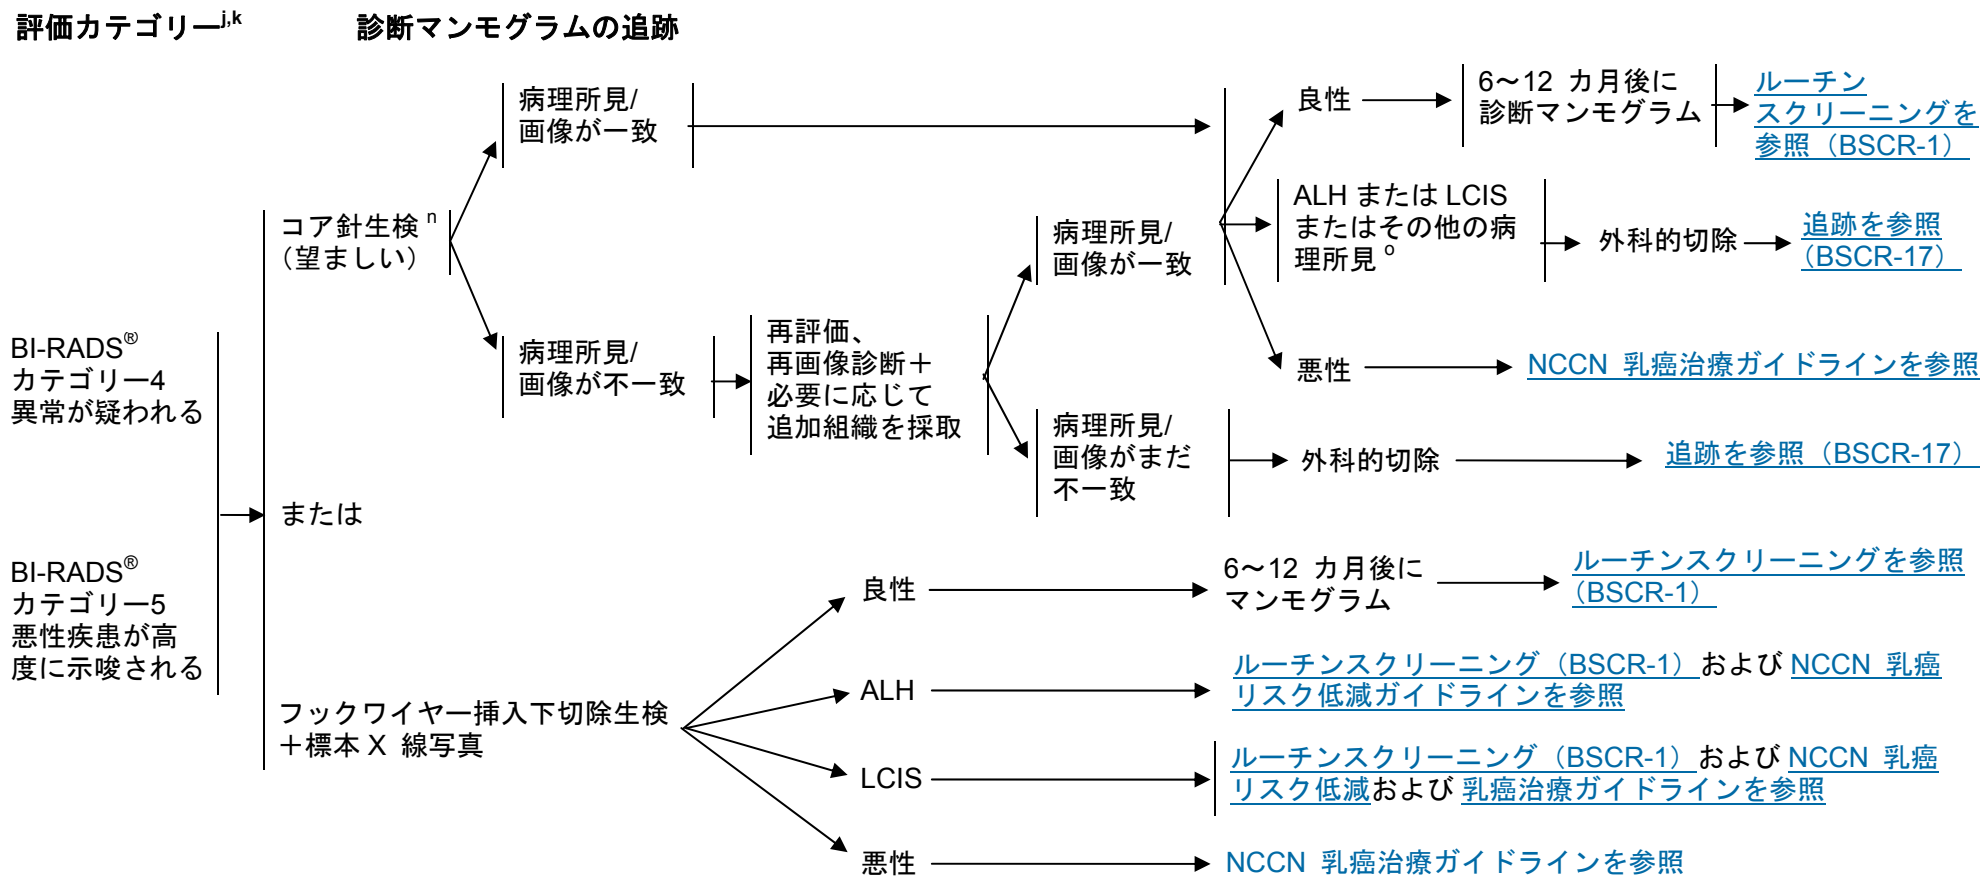 評価カテゴリーj,k
診断マンモグラムの追跡
病理所見/
画像が一致
良性
6～12 カ月後に
診断マンモグラム
ルーチン
スクリーニングを
参照（BSCR-1）
コア針生検 n
（望ましい）
病理所見/
画像が一致
ALH または LCIS
またはその他の病
理所見 o
外科的切除
追跡を参照
（BSCR-17）
BI-RADS®
カテゴリー4
異常が疑われる
病理所見/
画像が不一致
再評価、
再画像診断＋
必要に応じて
追加組織を採取
悪性
NCCN 乳癌治療ガイドラインを参照
病理所見/
画像がまだ
不一致
外科的切除
追跡を参照（BSCR-17）
または
BI-RADS®
カテゴリー5
悪性疾患が高
度に示唆される
フックワイヤー挿入下切除生検
＋標本 X 線写真
良性
6～12 カ月後に
マンモグラム
ルーチンスクリーニングを参照
（BSCR-1）
ALH
ルーチンスクリーニング（BSCR-1）および NCCN 乳癌
リスク低減ガイドラインを参照
LCIS
ルーチンスクリーニング（BSCR-1）および NCCN 乳癌
リスク低減および 乳癌治療ガイドラインを参照
悪性
NCCN 乳癌治療ガイドラインを参照